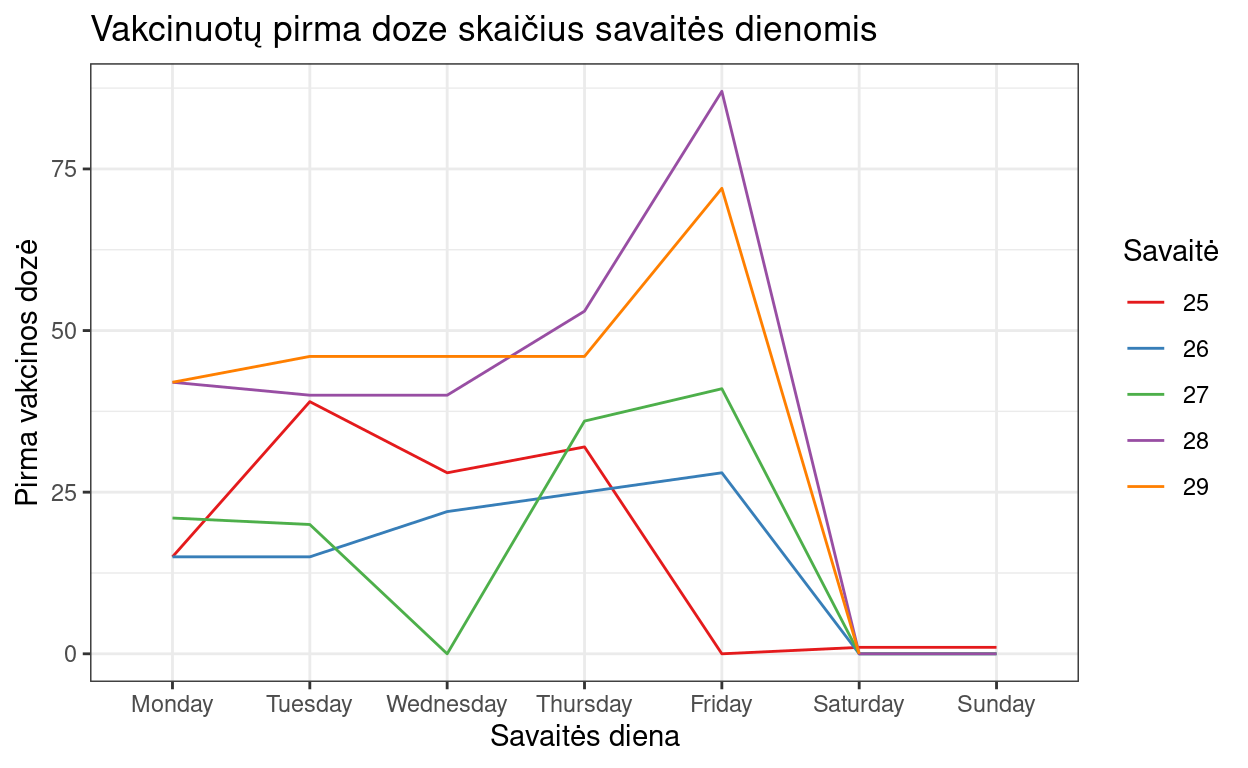 Vakcinuotų pirma doze skaičius savaitės dienomis
Pirma vakcinos dozė
75
50
25
0
Monday Tuesday Wednesday Thursday Friday Saturday Sunday
Savaitės diena
Savaitė
25
26
27
28
29